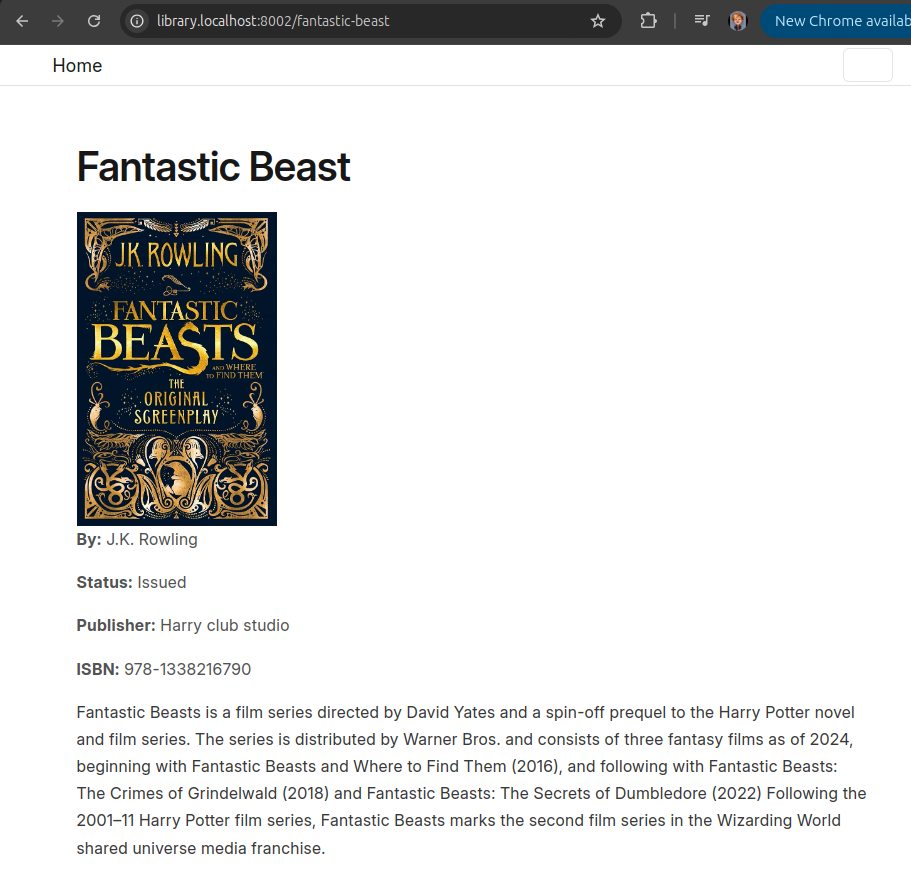 library.localhost:8002/fantastic-beast
New Chrome availab
Home
Fantastic Beast
J.K. ROWLING
FANTASTIC
BEASTS
AND WHERE
TO FIND THEM
THE
ORIGINAL
SCREENPLAY
By: J.K. Rowling
Status: Issued
Publisher: Harry club studio
ISBN: 978-1338216790
Fantastic Beasts is a film series directed by David Yates and a spin-off prequel to the Harry Potter novel
and film series. The series is distributed by Warner Bros. and consists of three fantasy films as of 2024,
beginning with Fantastic Beasts and Where to Find Them (2016), and following with Fantastic Beasts:
The Crimes of Grindelwald (2018) and Fantastic Beasts: The Secrets of Dumbledore (2022) Following the
2001–11 Harry Potter film series, Fantastic Beasts marks the second film series in the Wizarding World
shared universe media franchise.